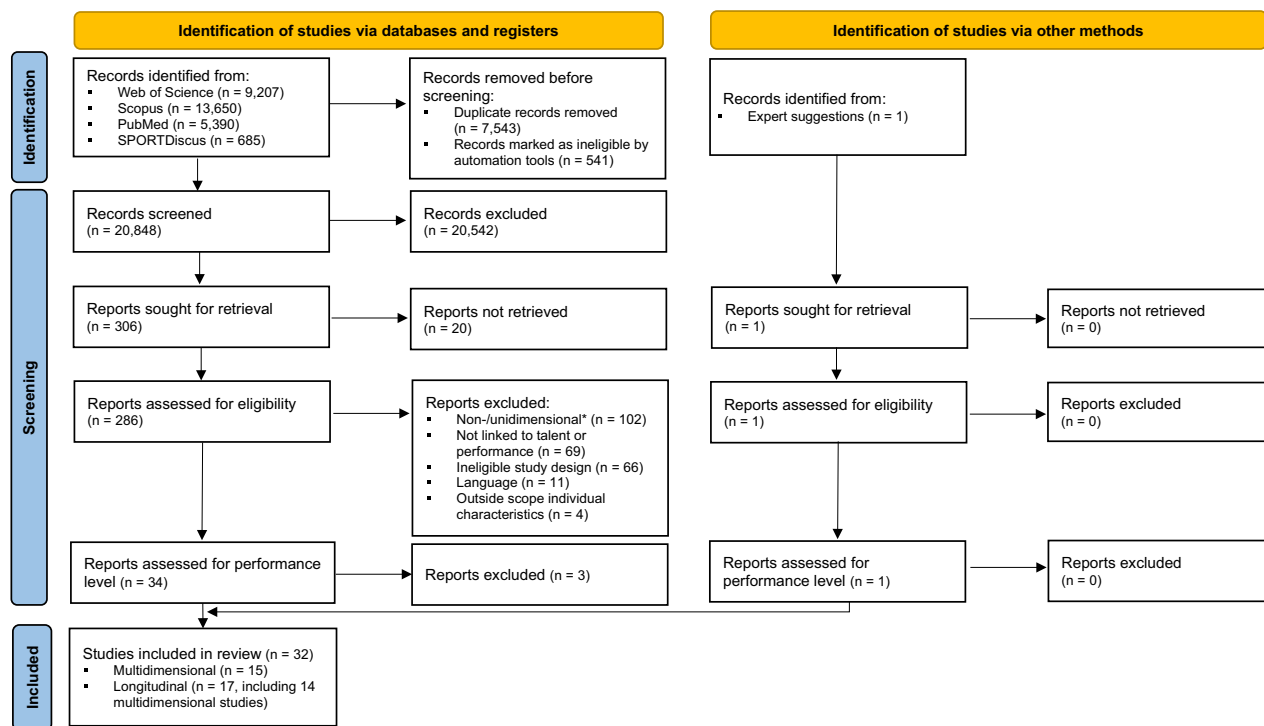 Identification of studies via databases and registers
Identification of studies via other methods
Identification
Records identified from:
▪ Web of Science (n = 9,207)
▪ Scopus (n = 13,650)
▪ PubMed (n = 5,390)
▪ SPORTDiscus (n = 685)
Records removed before
screening:
▪ Duplicate records removed
(n = 7,543)
▪ Records marked as ineligible by
automation tools (n = 541)
Records identified from:
▪ Expert suggestions (n = 1)
Screening
Records screened
(n = 20,848)
Records excluded
(n = 20,542)
Reports sought for retrieval
(n = 306)
Reports not retrieved
(n = 20)
Reports sought for retrieval
(n = 1)
Reports not retrieved
(n = 0)
Reports assessed for eligibility
(n = 286)
Reports excluded:
▪ Non-/unidimensional* (n = 102)
▪ Not linked to talent or
performance (n = 69)
▪ Ineligible study design (n = 66)
▪ Language (n = 11)
▪ Outside scope individual
characteristics (n = 4)
Reports assessed for eligibility
(n = 1)
Reports excluded
(n = 0)
Reports assessed for performance
level (n = 34)
Reports excluded (n = 3)
Reports assessed for
performance level (n = 1)
Reports excluded
(n = 0)
Included
Studies included in review (n = 32)
▪ Multidimensional (n = 15)
▪ Longitudinal (n = 17, including 14
multidimensional studies)